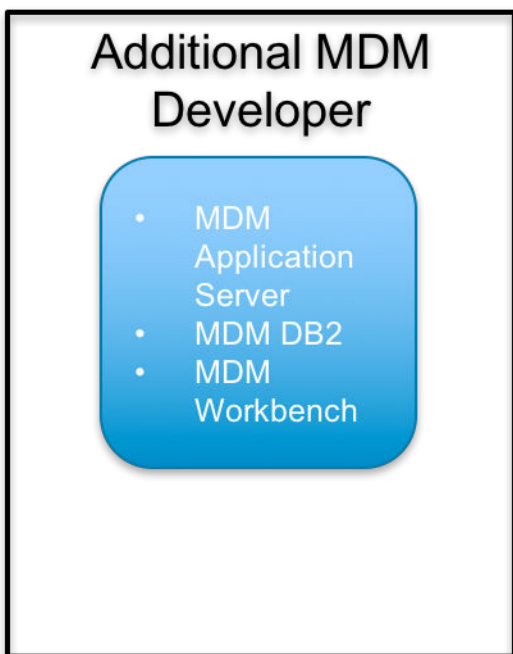 Additional MDM
Developer
• MDM
Application
Server
• MDM DB2
• MDM
Workbench